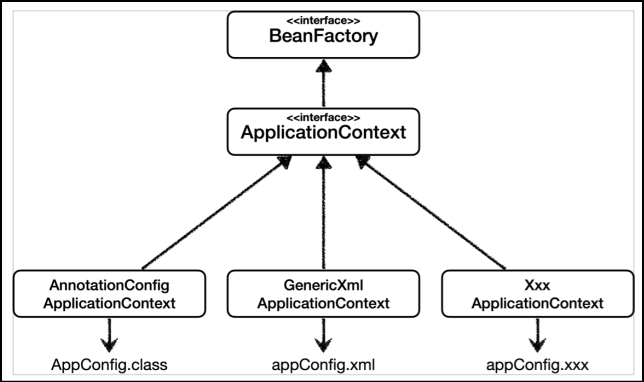 <<interface>>
BeanFactory
<<interface>>
ApplicationContext
AnnotationConfig
ApplicationContext
GenericXml
ApplicationContext
Xxx
ApplicationContext
AppConfig.class
appConfig.xml
appConfig.xxx